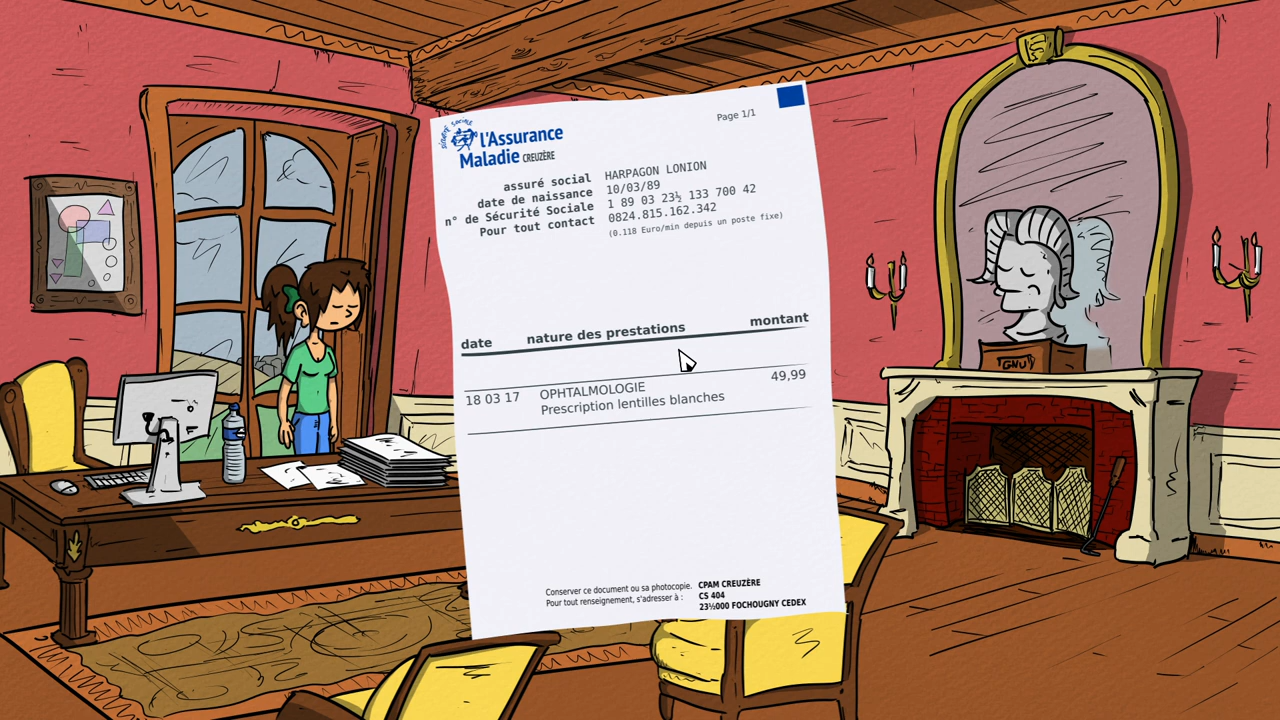 Page 1/1
sécurité sociale
l'Assurance
Maladie CREUZÈRE
assuré social HARPAGON LONION
date de naissance 10/03/89
n° de Sécurité Sociale 1 89 03 23½ 133 700 42
Pour tout contact 0824.815.162.342
(0.118 Euro/min depuis un poste fixe)
date nature des prestations montant
18 03 17 OPHTALMOLOGIE 49,99
Prescription lentilles blanches
Conserver ce document ou sa photocopie. CPAM CREUZÈRE
Pour tout renseignement, s'adresser à : CS 404
23½000 FOCHOUGNY CEDEX
GNU